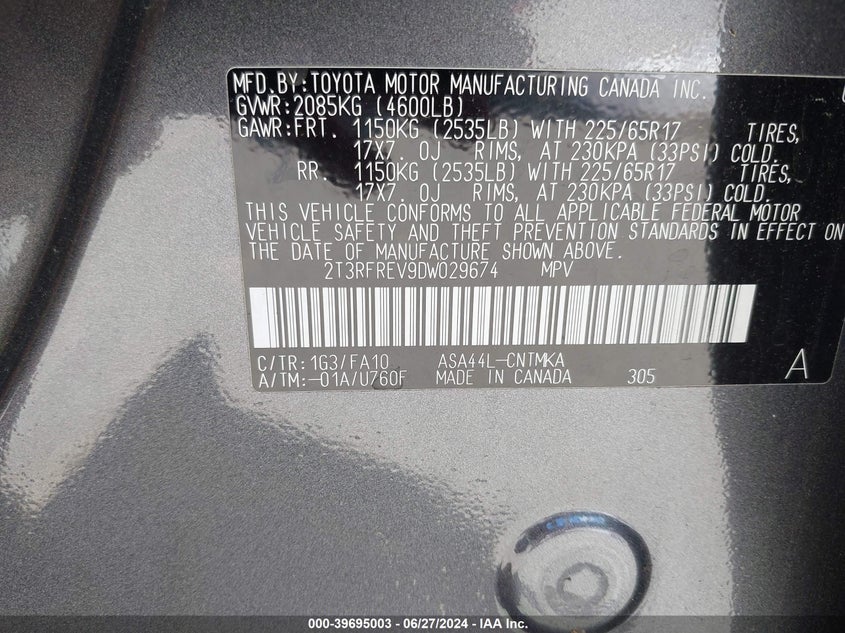 MFD.BY:TOYOTA MOTOR MANUFACTURING CANADA INC.
GVWR:2085KG (4600LB)
GAWR:FRT. 1150KG (2535LB) WITH 225/65R17 TIRES,
17X7. 0J RIMS, AT 230KPA (33PSI) COLD.
RR. 1150KG (2535LB) WITH 225/65R17 TIRES,
17X7. 0J RIMS, AT 230KPA (33PSI) COLD.
THIS VEHICLE CONFORMS TO ALL APPLICABLE FEDERAL MOTOR
VEHICLE SAFETY AND THEFT PREVENTION STANDARDS IN EFFECT ON
THE DATE OF MANUFACTURE SHOWN ABOVE.
2T3RFREV9DW029674 MPV
C/TR:1G3/FA10 ASA44L-CNTMKA
A/TM:-01A/U760F MADE IN CANADA 305
A
000-39695003 - 06/27/2024 - IAA Inc.